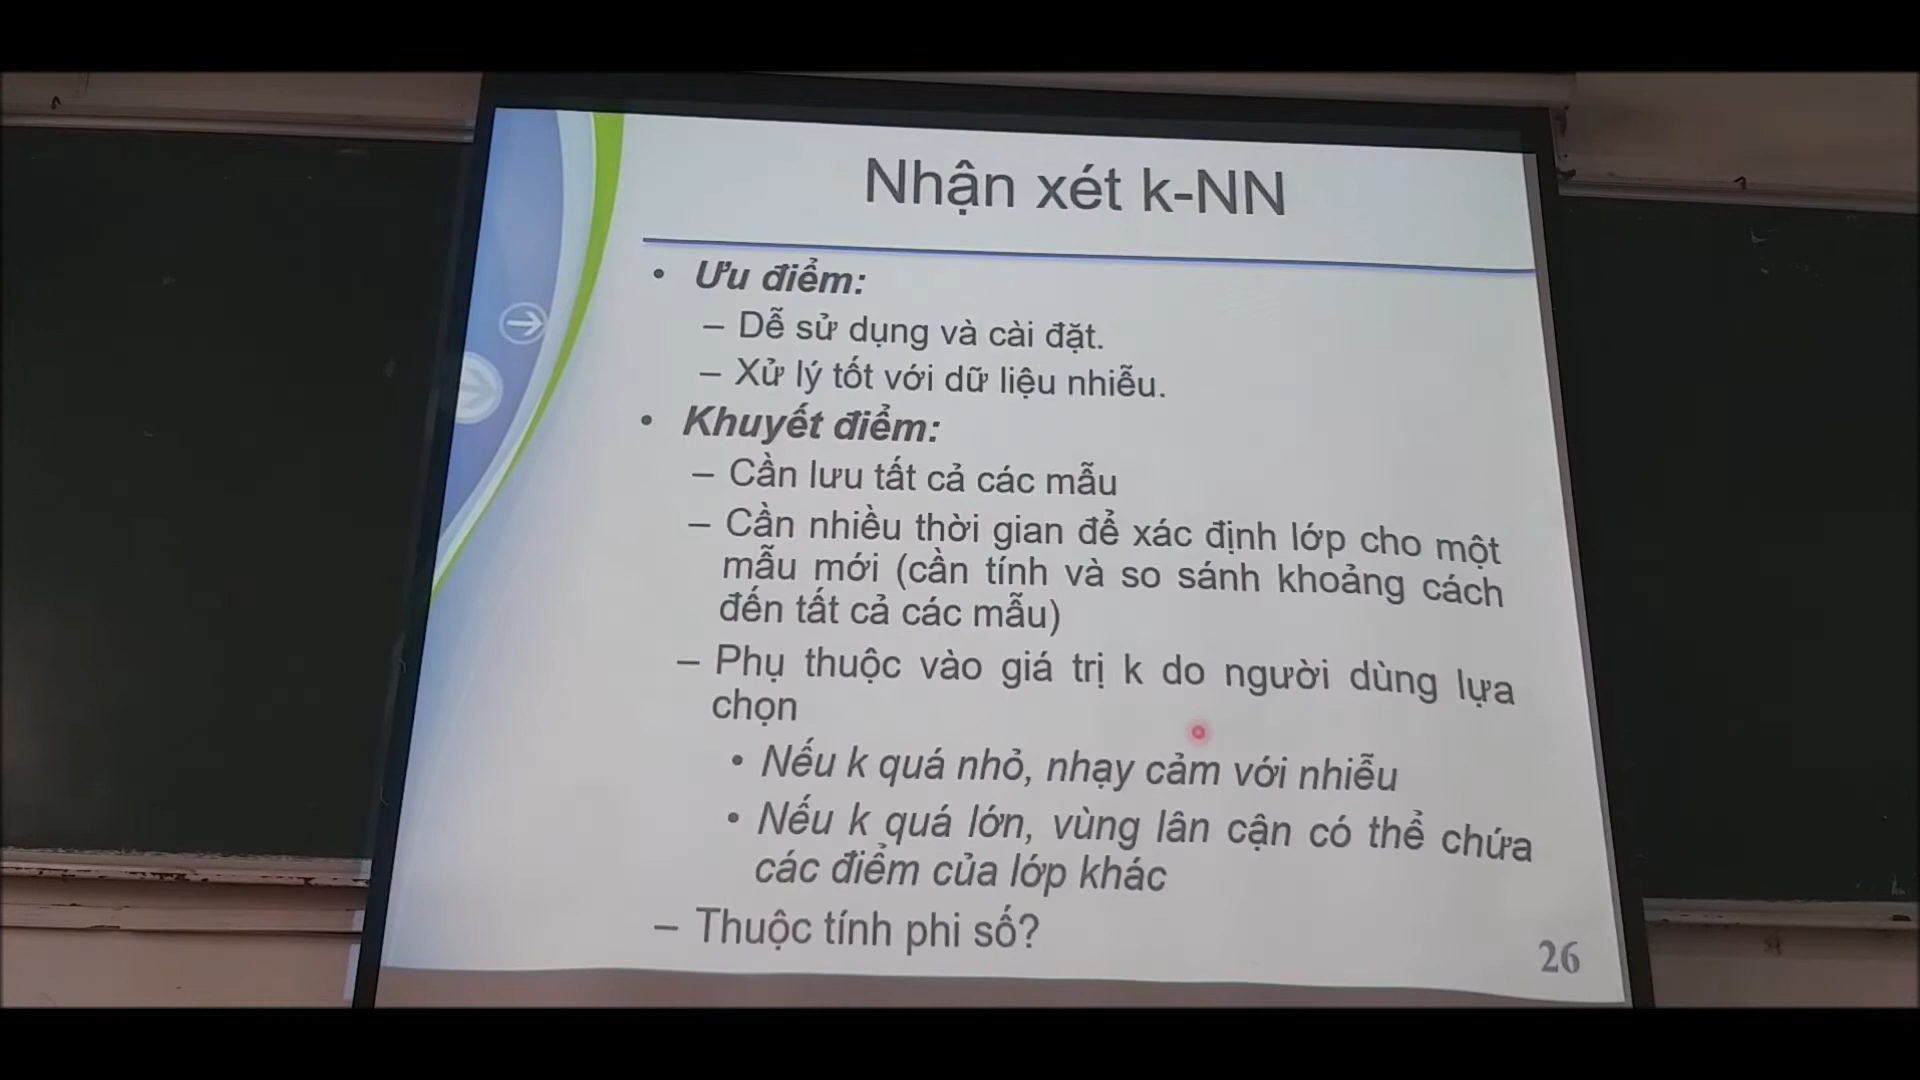 Nhận xét k-NN
• Ưu điểm:
– Dễ sử dụng và cài đặt.
– Xử lý tốt với dữ liệu nhiễu.
• Khuyết điểm:
– Cần lưu tất cả các mẫu
– Cần nhiều thời gian để xác định lớp cho một
mẫu mới (cần tính và so sánh khoảng cách
đến tất cả các mẫu)
– Phụ thuộc vào giá trị k do người dùng lựa
chọn
• Nếu k quá nhỏ, nhạy cảm với nhiễu
• Nếu k quá lớn, vùng lân cận có thể chứa
các điểm của lớp khác
– Thuộc tính phi số?
26